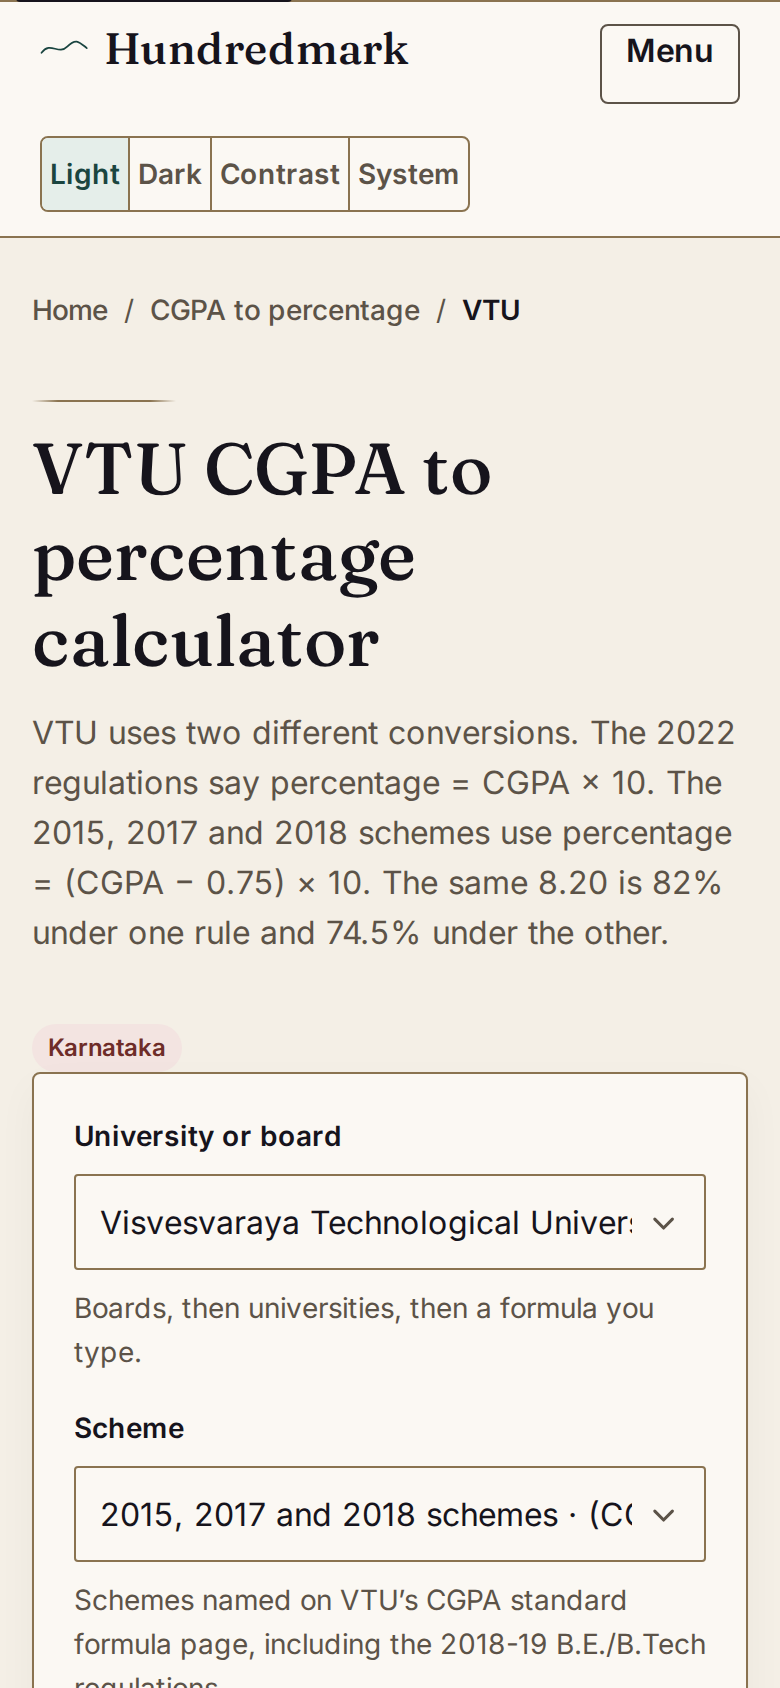 Hundredmark
Menu
Light Dark Contrast System
Home / CGPA to percentage / VTU
VTU CGPA to
percentage
calculator
VTU uses two different conversions. The 2022
regulations say percentage = CGPA × 10. The
2015, 2017 and 2018 schemes use percentage
= (CGPA − 0.75) × 10. The same 8.20 is 82%
under one rule and 74.5% under the other.
Karnataka
University or board
Visvesvaraya Technological Univers
Boards, then universities, then a formula you
type.
Scheme
2015, 2017 and 2018 schemes · (CG
Schemes named on VTU’s CGPA standard
formula page, including the 2018-19 B.E./B.Tech
regulations